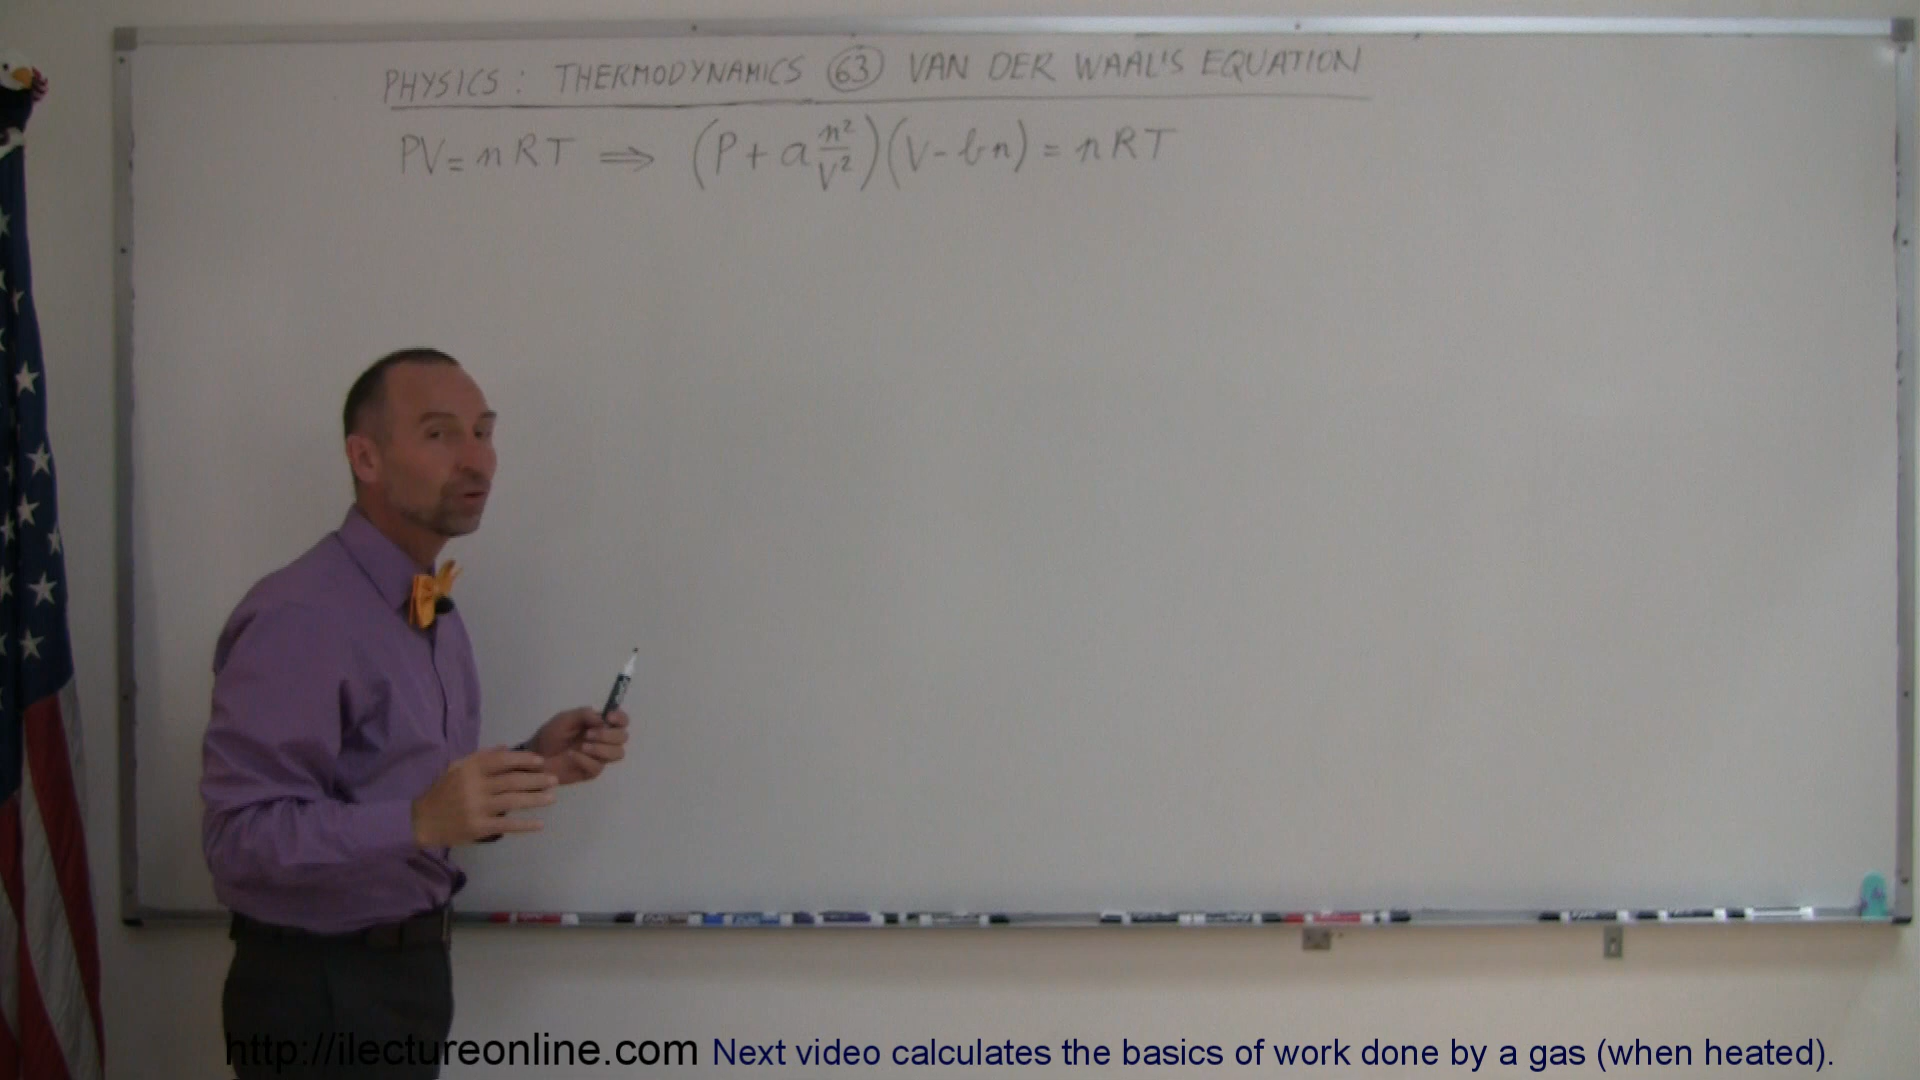 PHYSICS: THERMODYNAMICS 63 VAN DER WAAL'S EQUATION
PV = nRT ⟹ (P + a n²/V²)(V - bn) = nRT
http://ilectureonline.com Next video calculates the basics of work done by a gas (when heated).